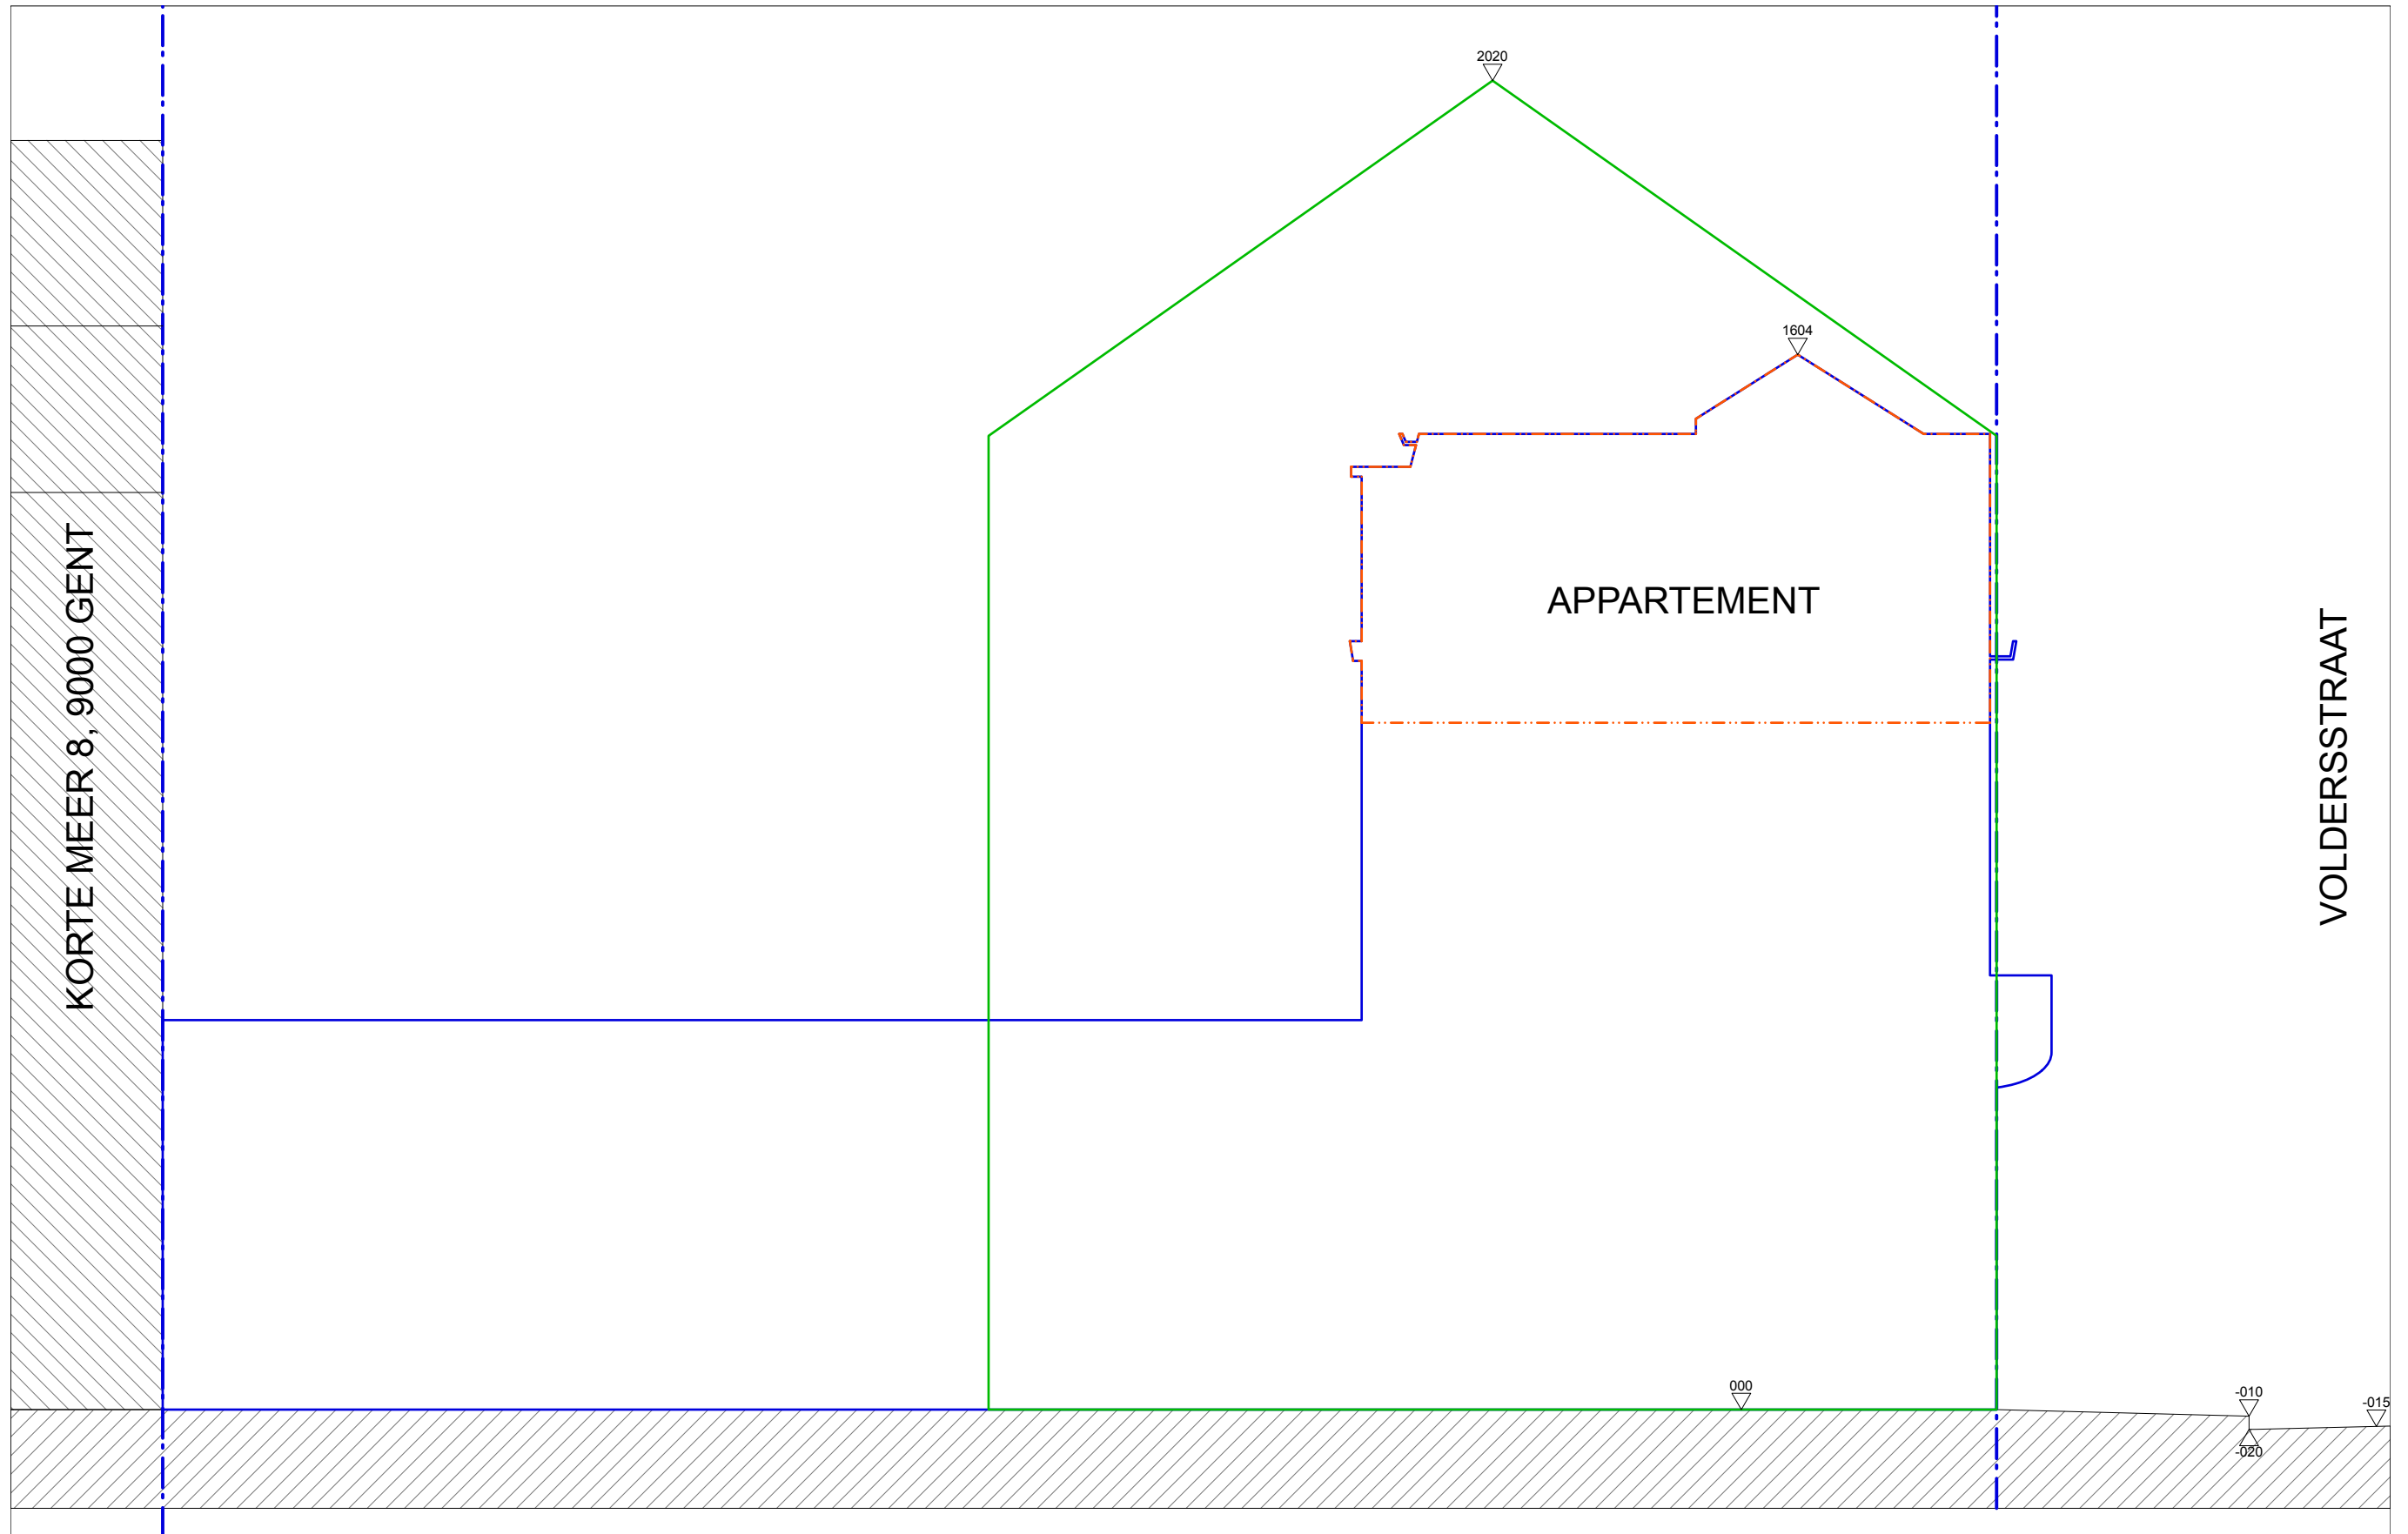 2020
1604
KORTE MEER 8, 9000 GENT
APPARTEMENT
VOLDERSSTRAAT
000
-010
-015
-020